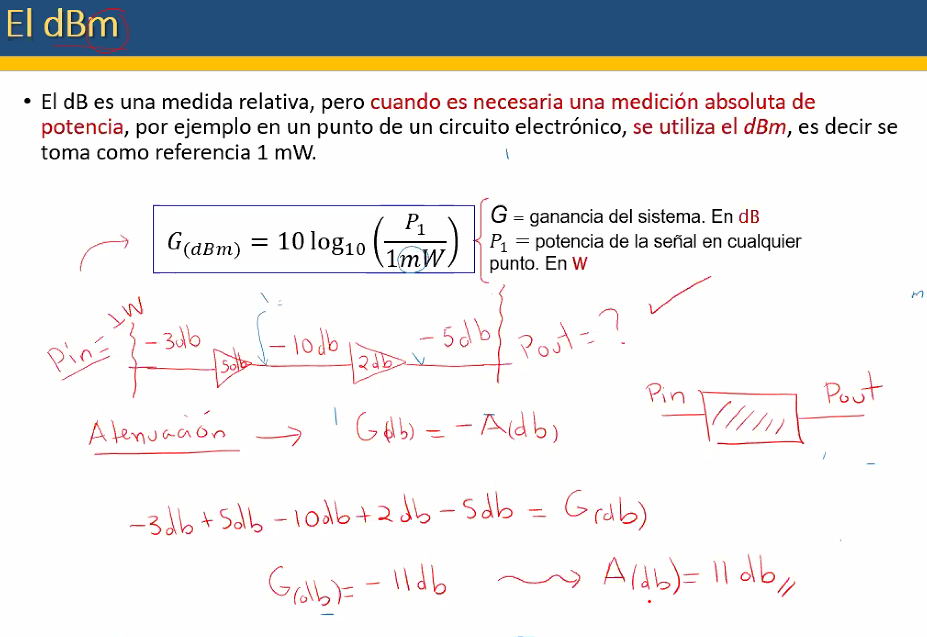 El dBm
• El dB es una medida relativa, pero cuando es necesaria una medición absoluta de
potencia, por ejemplo en un punto de un circuito electrónico, se utiliza el dBm, es decir se
toma como referencia 1 mW.
G(dBm) = 10 log10 (P1 / 1mW)
G = ganancia del sistema. En dB
P1 = potencia de la señal en cualquier
punto. En W
Pin = 1W
-3db 5db -10db 2db -5db Pout = ?
Pin Pout
Atenuación → G(db) = -A(db)
-3db + 5db - 10db + 2db - 5db = G(db)
G(db) = -11db A(db) = 11db